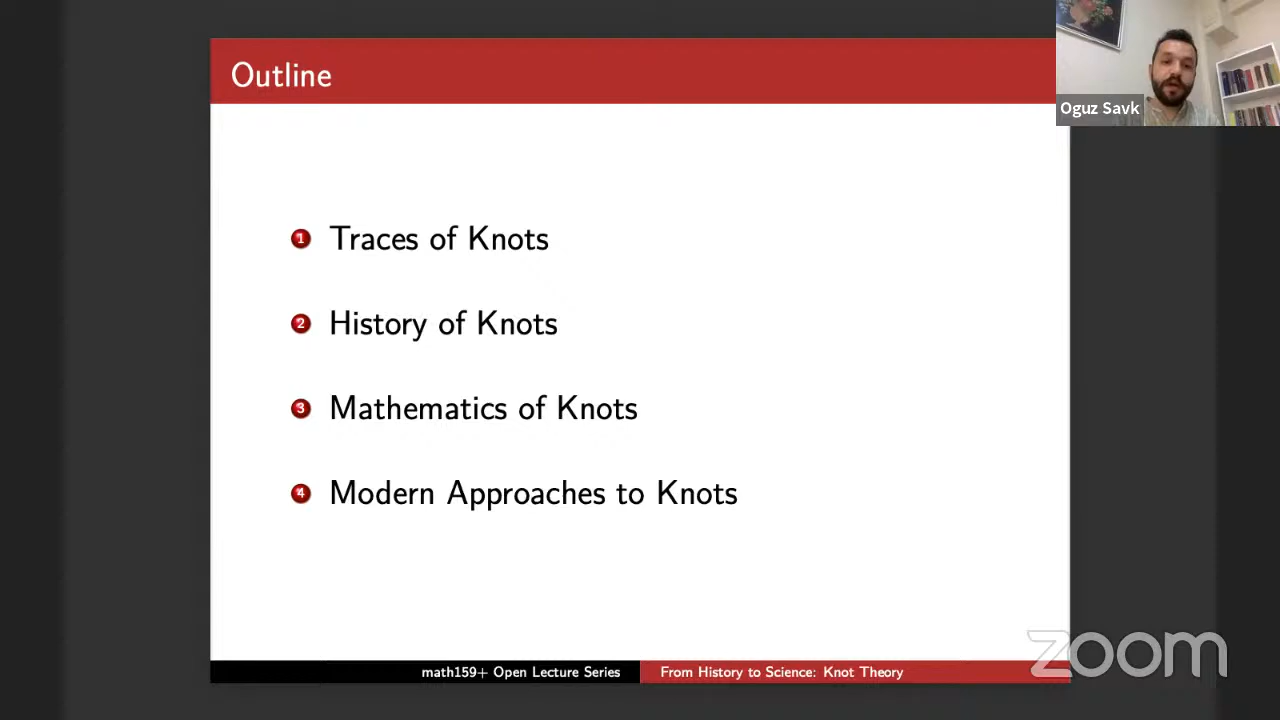 Outline
Oguz Savk
1 Traces of Knots
2 History of Knots
3 Mathematics of Knots
4 Modern Approaches to Knots
math159+ Open Lecture Series
From History to Science: Knot Theory
zoom